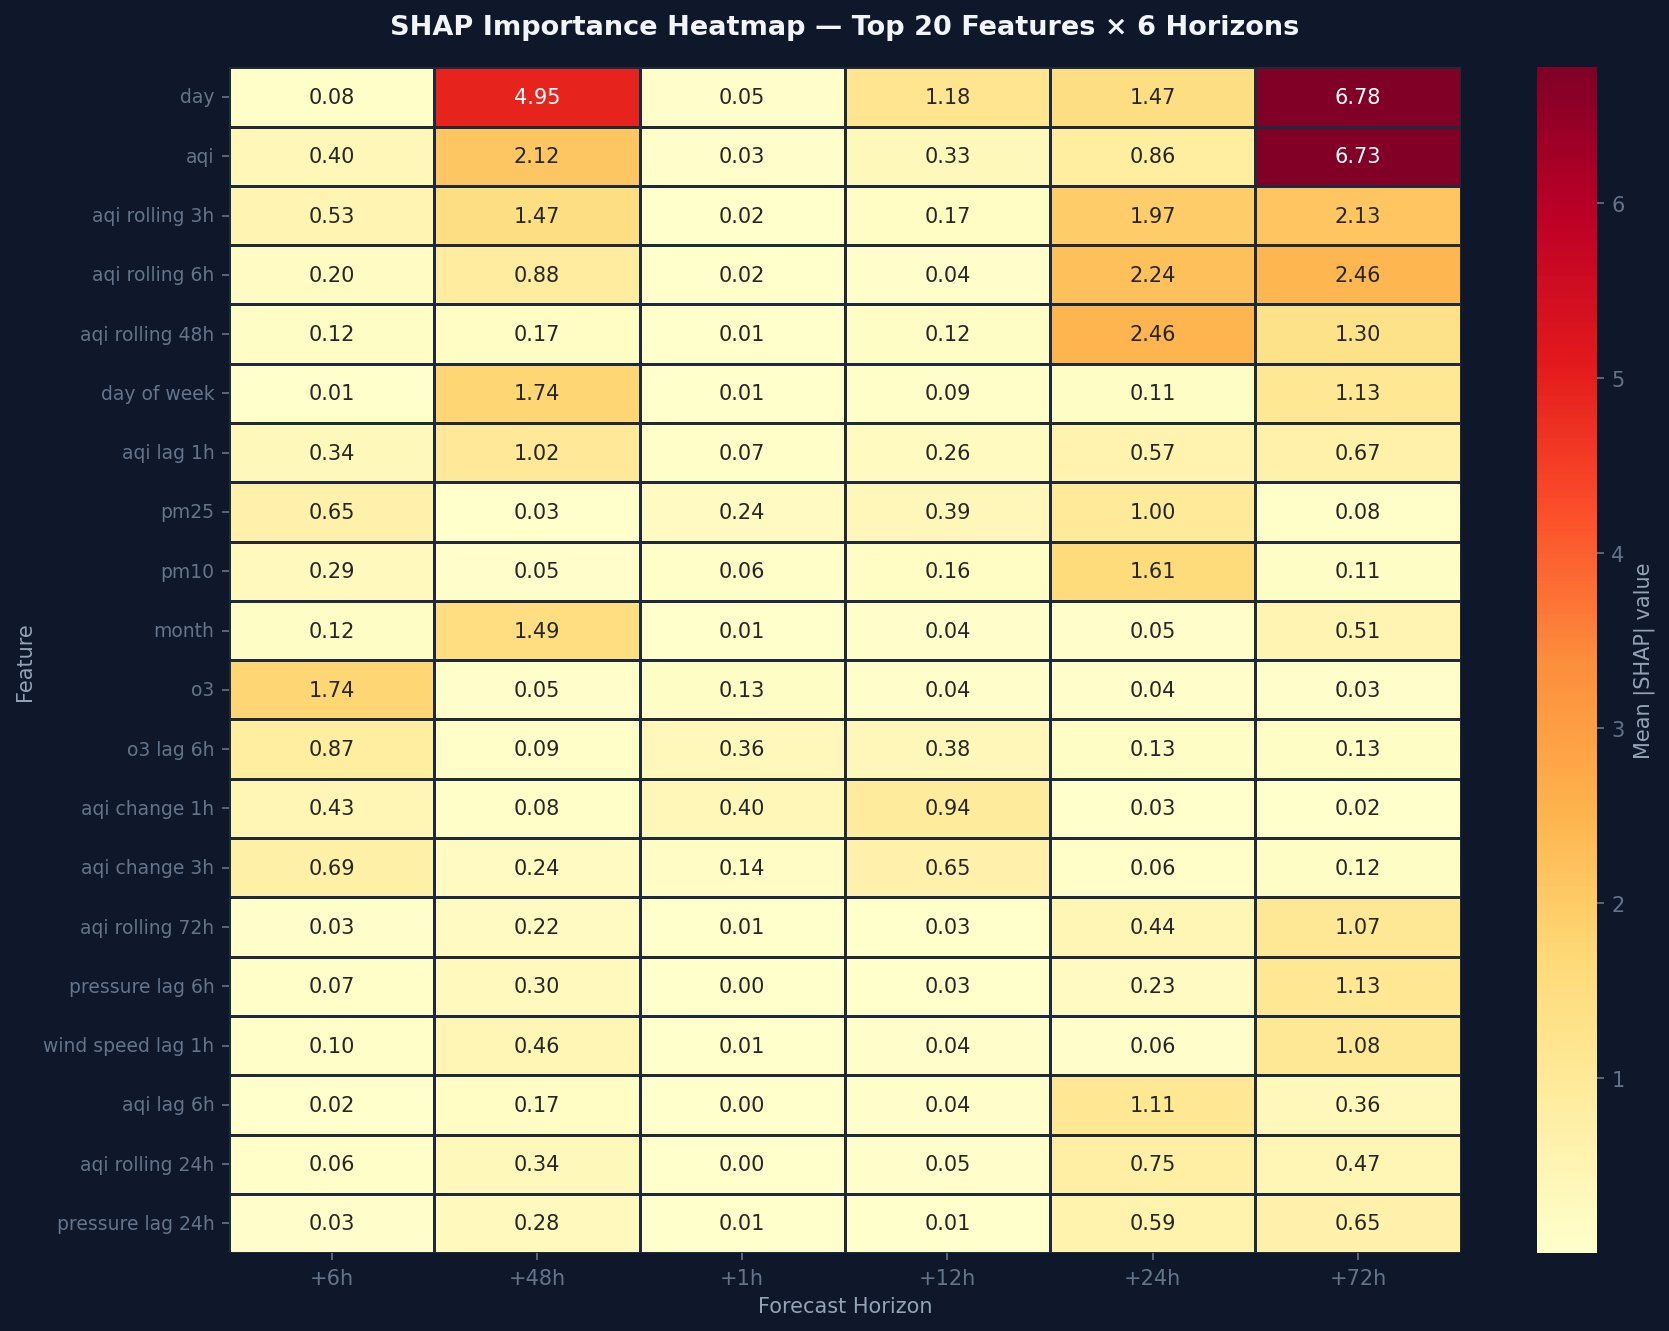 SHAP Importance Heatmap — Top 20 Features × 6 Horizons
day 0.08 4.95 0.05 1.18 1.47 6.78
aqi 0.40 2.12 0.03 0.33 0.86 6.73
aqi rolling 3h 0.53 1.47 0.02 0.17 1.97 2.13
aqi rolling 6h 0.20 0.88 0.02 0.04 2.24 2.46
aqi rolling 48h 0.12 0.17 0.01 0.12 2.46 1.30
day of week 0.01 1.74 0.01 0.09 0.11 1.13
aqi lag 1h 0.34 1.02 0.07 0.26 0.57 0.67
pm25 0.65 0.03 0.24 0.39 1.00 0.08
pm10 0.29 0.05 0.06 0.16 1.61 0.11
month 0.12 1.49 0.01 0.04 0.05 0.51
o3 1.74 0.05 0.13 0.04 0.04 0.03
o3 lag 6h 0.87 0.09 0.36 0.38 0.13 0.13
aqi change 1h 0.43 0.08 0.40 0.94 0.03 0.02
aqi change 3h 0.69 0.24 0.14 0.65 0.06 0.12
aqi rolling 72h 0.03 0.22 0.01 0.03 0.44 1.07
pressure lag 6h 0.07 0.30 0.00 0.03 0.23 1.13
wind speed lag 1h 0.10 0.46 0.01 0.04 0.06 1.08
aqi lag 6h 0.02 0.17 0.00 0.04 1.11 0.36
aqi rolling 24h 0.06 0.34 0.00 0.05 0.75 0.47
pressure lag 24h 0.03 0.28 0.01 0.01 0.59 0.65
+6h +48h +1h +12h +24h +72h
Forecast Horizon
Feature
6
5
4
3
2
1
Mean |SHAP| value